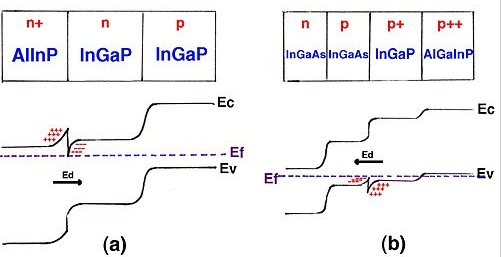 n+ n p
AlInP InGaP InGaP
Ec
Ef
Ed
Ev
(a)
n p p+ p++
InGaAs InGaAs InGaP AlGaInP
Ec
Ed
Ef
Ev
(b)